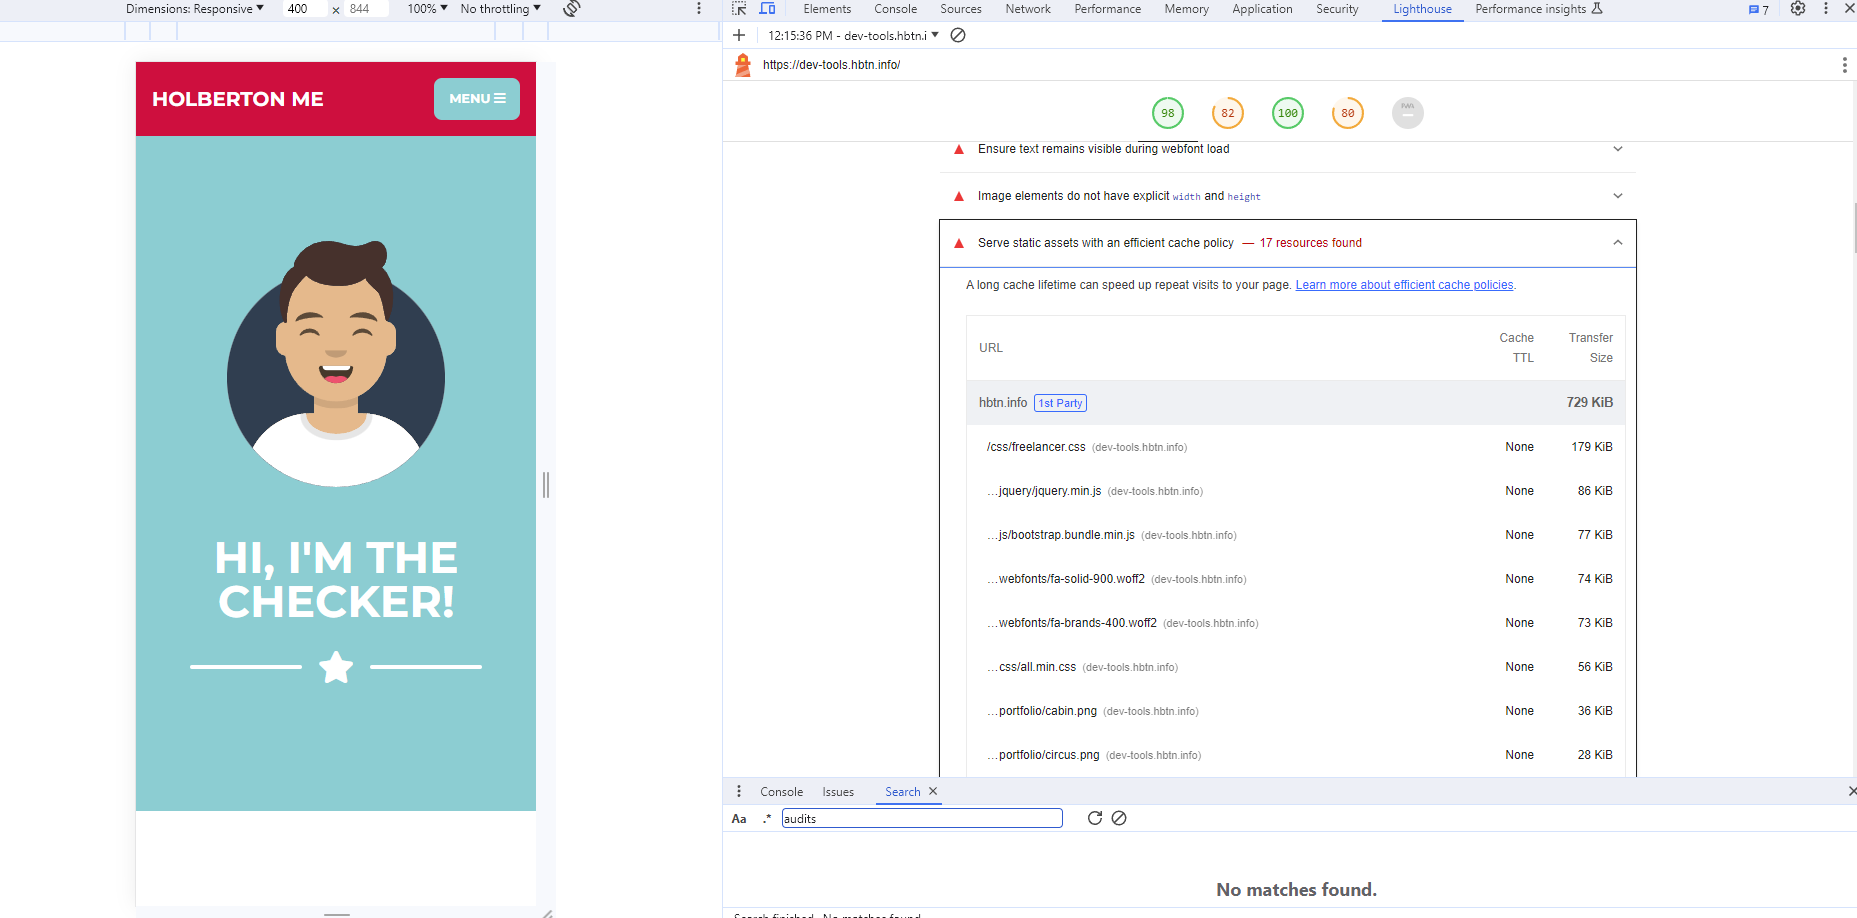 Dimensions: Responsive 400 × 844 100% No throttling
Elements Console Sources Network Performance Memory Application Security Lighthouse Performance insights 7
12:15:36 PM - dev-tools.hbtn.i
https://dev-tools.hbtn.info/
98 82 100 80 PWA
HOLBERTON ME
MENU
HI, I'M THE
CHECKER!
Ensure text remains visible during webfont load
Image elements do not have explicit width and height
Serve static assets with an efficient cache policy — 17 resources found
A long cache lifetime can speed up repeat visits to your page. Learn more about efficient cache policies.
URL Cache TTL Transfer Size
hbtn.info 1st Party 729 KiB
/css/freelancer.css (dev-tools.hbtn.info) None 179 KiB
…jquery/jquery.min.js (dev-tools.hbtn.info) None 86 KiB
…js/bootstrap.bundle.min.js (dev-tools.hbtn.info) None 77 KiB
…webfonts/fa-solid-900.woff2 (dev-tools.hbtn.info) None 74 KiB
…webfonts/fa-brands-400.woff2 (dev-tools.hbtn.info) None 73 KiB
…css/all.min.css (dev-tools.hbtn.info) None 56 KiB
…portfolio/cabin.png (dev-tools.hbtn.info) None 36 KiB
…portfolio/circus.png (dev-tools.hbtn.info) None 28 KiB
Console Issues Search
Aa .* audits
No matches found.
Search finished. No matches found.